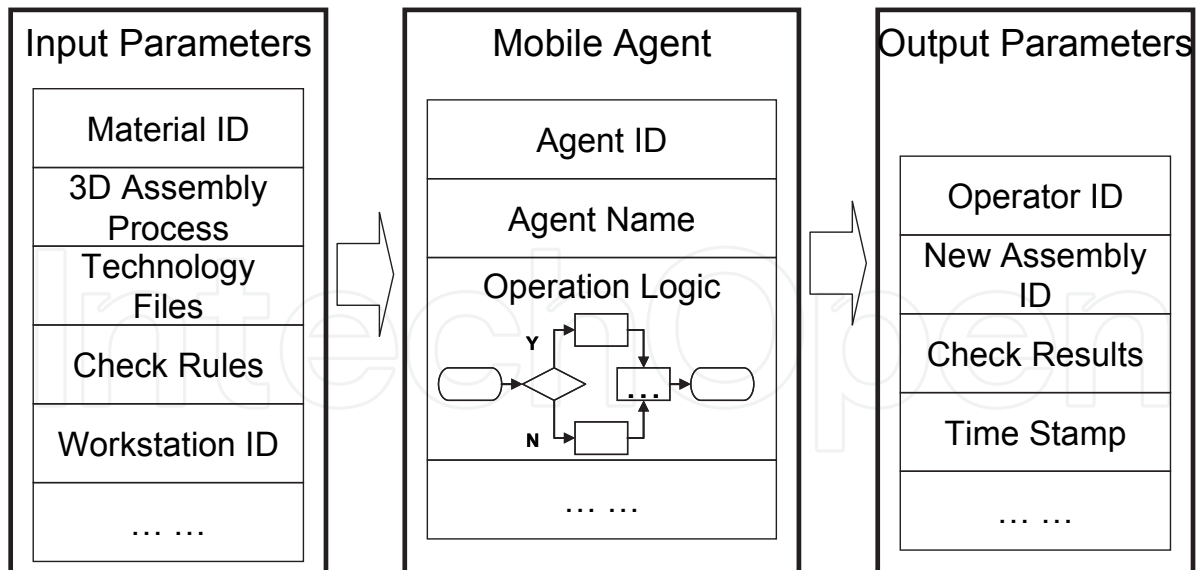 Input Parameters
Material ID
3D Assembly
Process
Technology
Files
Check Rules
Workstation ID
... ...
Mobile Agent
Agent ID
Agent Name
Operation Logic
Y
...
N
... ...
Output Parameters
Operator ID
New Assembly
ID
Check Results
Time Stamp
... ...
IntechOpen